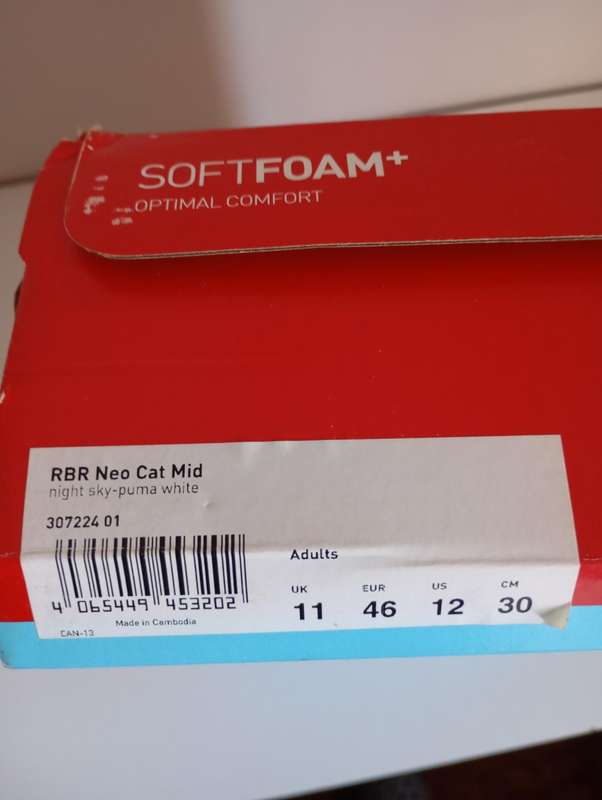 SOFTFOAM+
OPTIMAL COMFORT
RBR Neo Cat Mid
night sky-puma white
307224 01
Adults
UK EUR US CM
11 46 12 30
4 065449 453202
Made in Cambodia
EAN-13